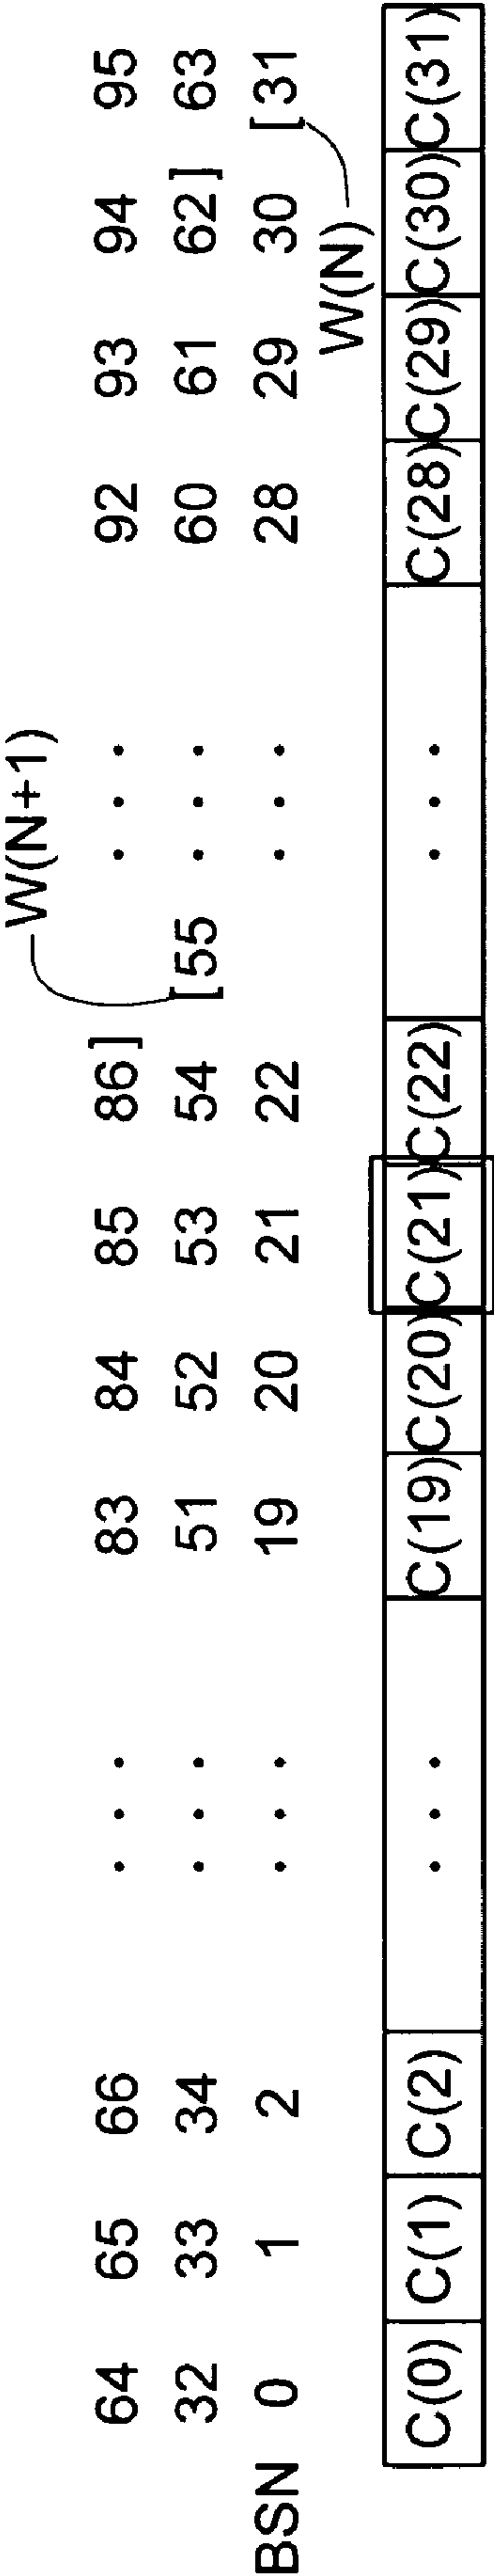 W(N+1)
64 65 66 . . . 83 84 85 86] . . . 92 93 94 95
32 33 34 . . . 51 52 53 54 [55 . . . 60 61 62] 63
BSN 0 1 2 . . . 19 20 21 22 . . . 28 29 30 [31
W(N)
C(0) C(1) C(2) . . . C(19) C(20) C(21) C(22) . . . C(28) C(29) C(30) C(31)